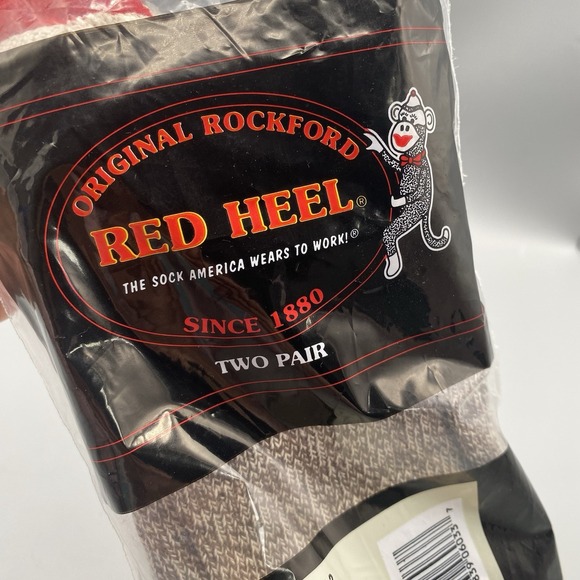 ORIGINAL ROCKFORD
RED HEEL®
THE SOCK AMERICA WEARS TO WORK!®
SINCE 1880
TWO PAIR